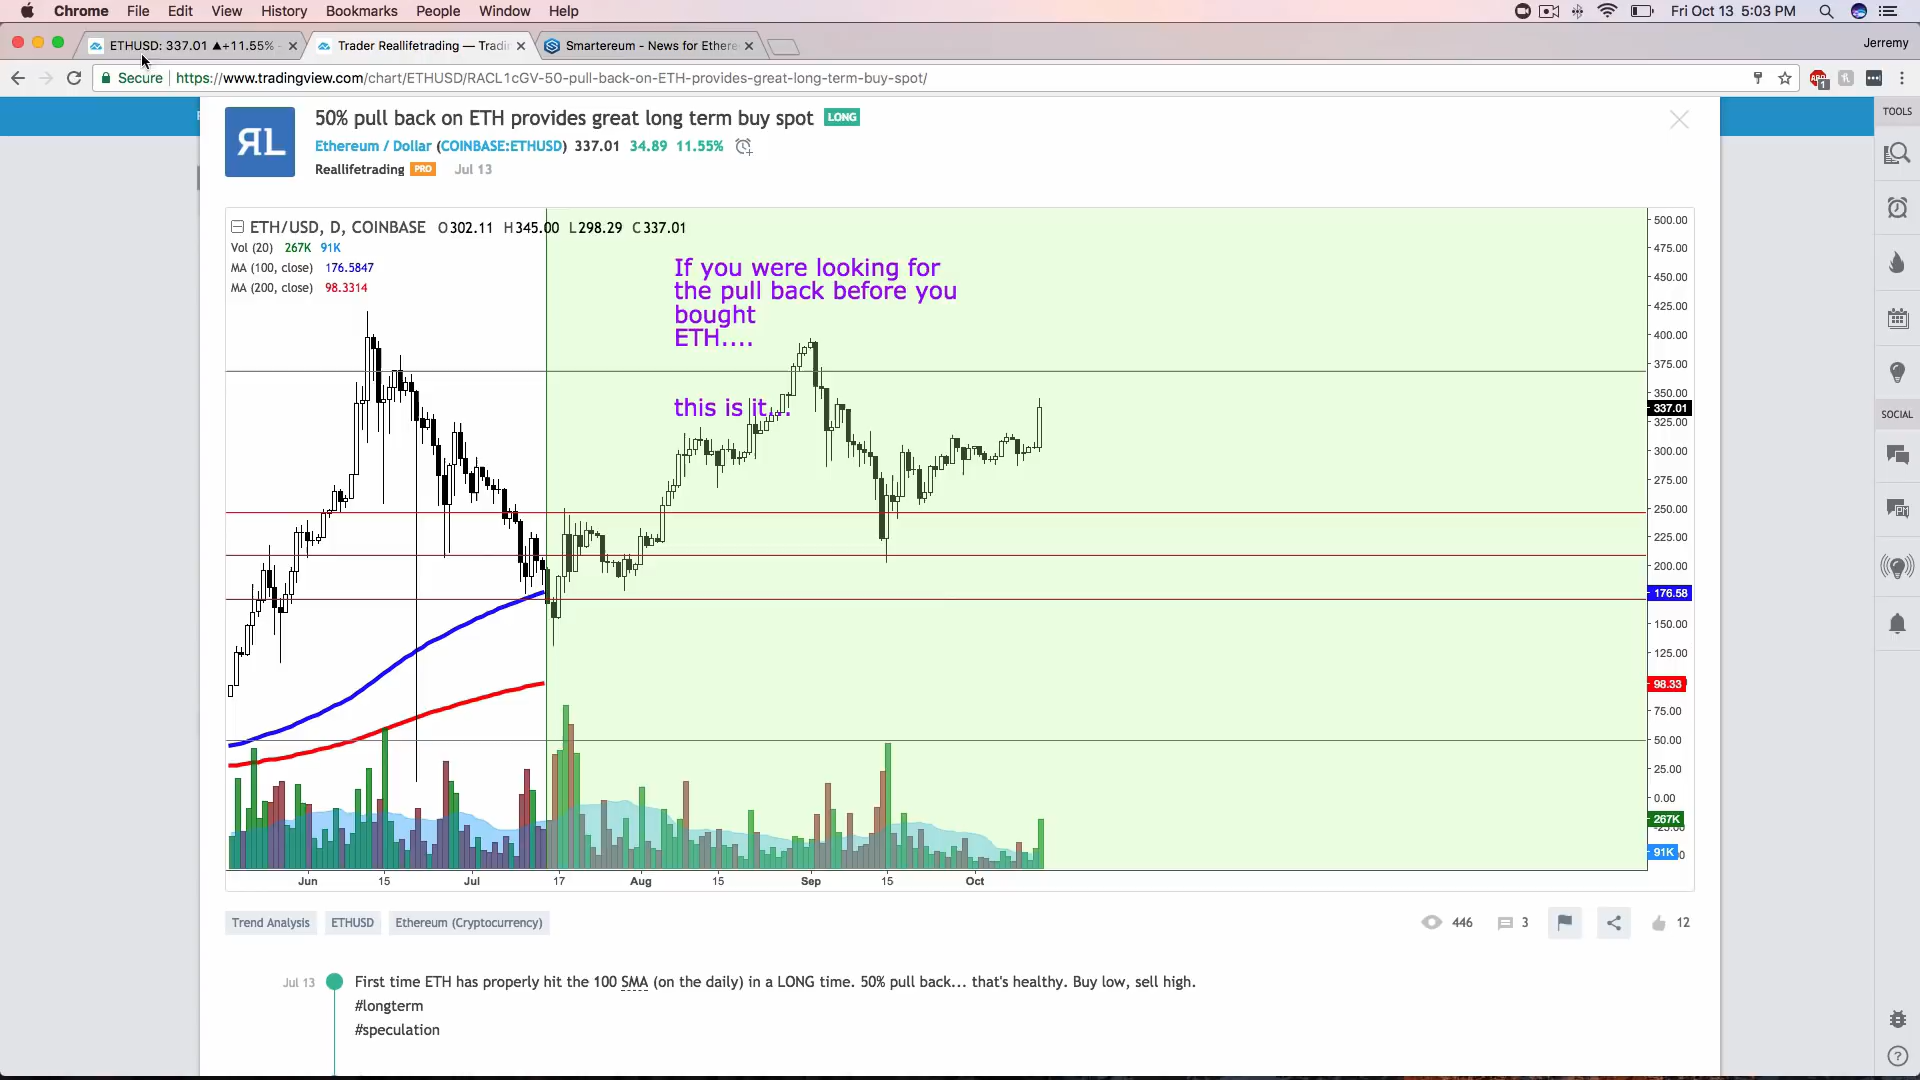 Chrome File Edit View History Bookmarks People Window Help Fri Oct 13 5:03 PM
ETHUSD: 337.01 ▲+11.55% Trader Reallifetrading — Tradi Smartereum - News for Ethere Jerremy
Secure https://www.tradingview.com/chart/ETHUSD/RACL1cGV-50-pull-back-on-ETH-provides-great-long-term-buy-spot/
ЯL
50% pull back on ETH provides great long term buy spot LONG
Ethereum / Dollar (COINBASE:ETHUSD) 337.01 34.89 11.55%
Reallifetrading PRO Jul 13
TOOLS
SOCIAL
ETH/USD, D, COINBASE O302.11 H345.00 L298.29 C337.01
Vol (20) 267K 91K
MA (100, close) 176.5847
MA (200, close) 98.3314
If you were looking for
the pull back before you
bought
ETH....
this is it...
500.00
475.00
450.00
425.00
400.00
375.00
350.00
337.01
325.00
300.00
275.00
250.00
225.00
200.00
176.58
150.00
125.00
98.33
75.00
50.00
25.00
0.00
267K
91K
Jun 15 Jul 17 Aug 15 Sep 15 Oct
Trend Analysis ETHUSD Ethereum (Cryptocurrency) 446 3 12
Jul 13 First time ETH has properly hit the 100 SMA (on the daily) in a LONG time. 50% pull back... that's healthy. Buy low, sell high.
#longterm
#speculation